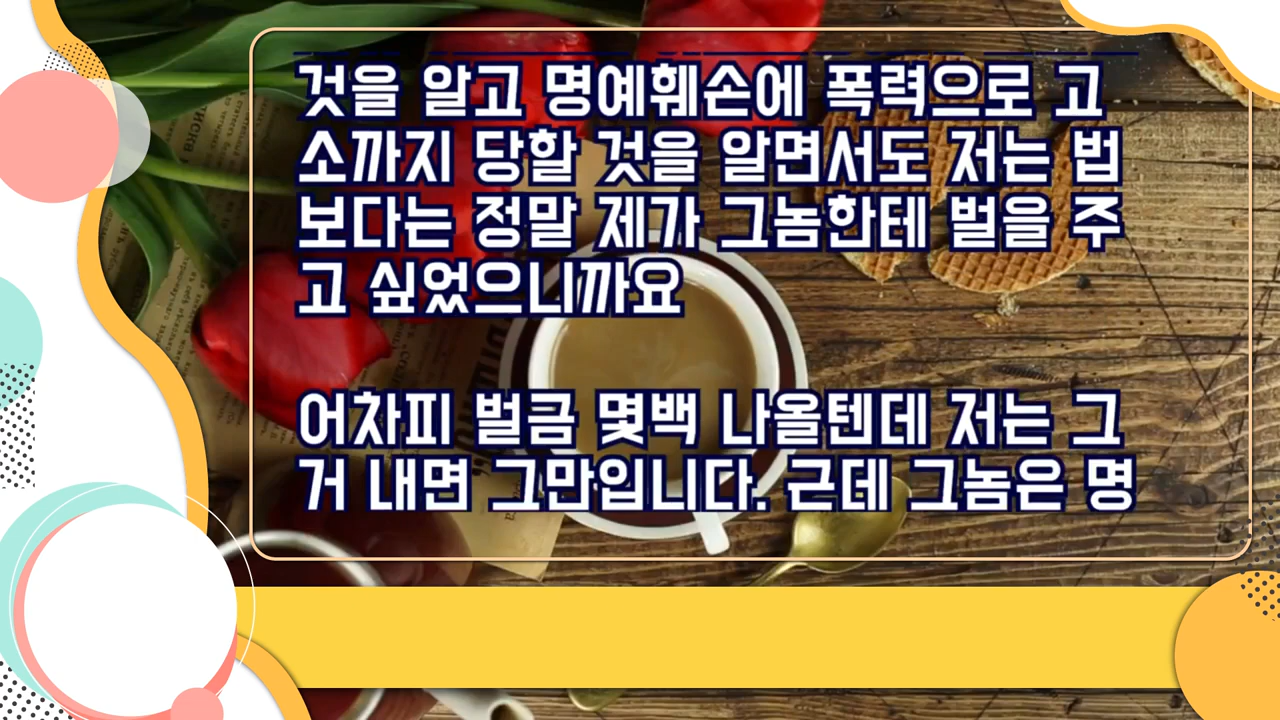 것을 알고 명예훼손에 폭력으로 고
소까지 당할 것을 알면서도 저는 법
보다는 정말 제가 그놈한테 벌을 주
고 싶었으니까요
어차피 벌금 몇백 나올텐데 저는 그
거 내면 그만입니다. 근데 그놈은 명